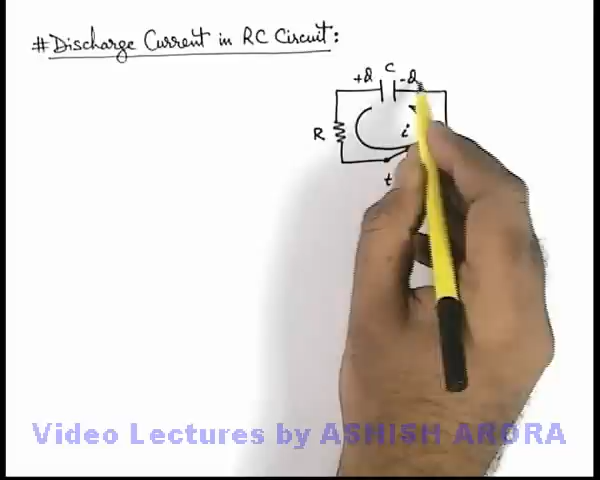 # Discharge Current in RC Circuit:
C
+Q -Q
R i
t
Video Lectures by ASHISH ARORA